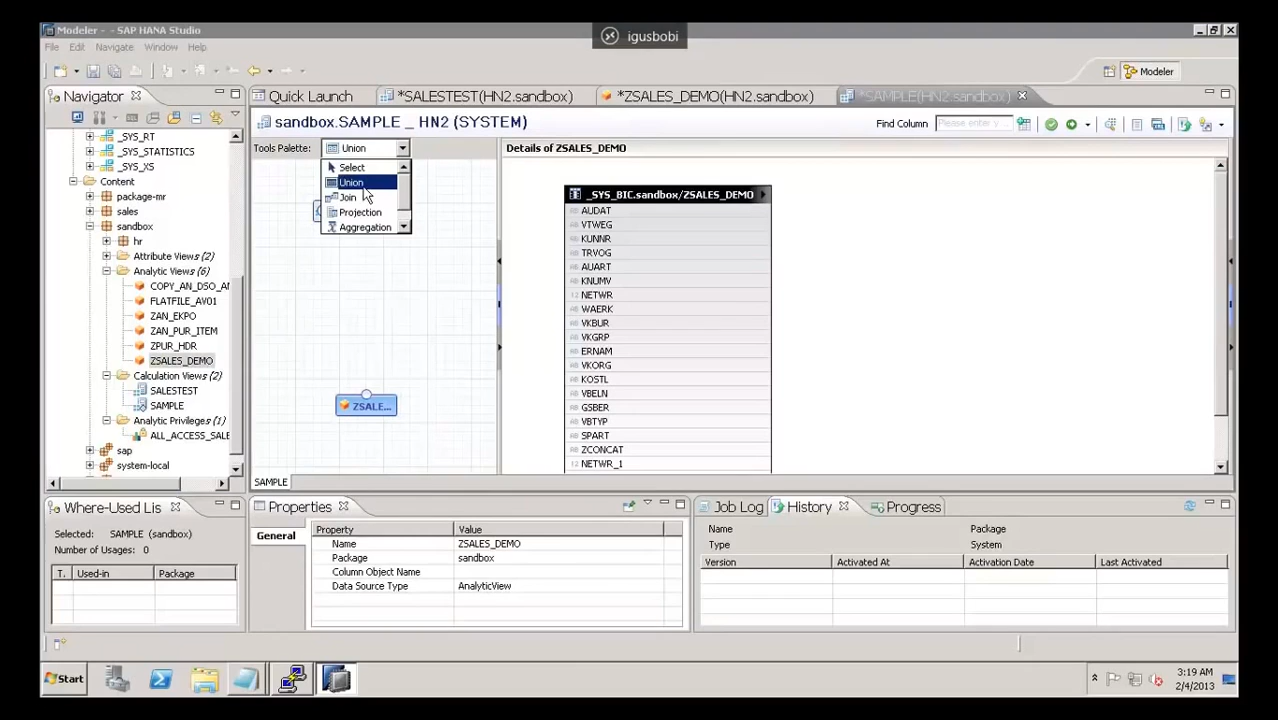 Modeler - - SAP HANA Studio
igusbobi
File Edit Navigate Window Help
Modeler
Navigator
Quick Launch
*SALESTEST(HN2.sandbox)
*ZSALES_DEMO(HN2.sandbox)
*SAMPLE(HN2.sandbox)
sandbox.SAMPLE _ HN2 (SYSTEM)
Find Column
Please enter y...
_SYS_RT
_SYS_STATISTICS
_SYS_XS
Content
package-mr
sales
sandbox
hr
Attribute Views (2)
Analytic Views (6)
COPY_AN_DSO_AN
FLATFILE_AV01
ZAN_EKPO
ZAN_PUR_ITEM
ZPUR_HDR
ZSALES_DEMO
Calculation Views (2)
SALESTEST
SAMPLE
Analytic Privileges (1)
ALL_ACCESS_SALE
sap
system-local
Tools Palette:
Union
Select
Union
Join
Projection
Aggregation
ZSALE...
SAMPLE
Details of ZSALES_DEMO
_SYS_BIC.sandbox/ZSALES_DEMO
AUDAT
VTWEG
KUNNR
TRVOG
AUART
KNUMV
12 NETWR
WAERK
VKBUR
VKGRP
ERNAM
VKORG
KOSTL
VBELN
GSBER
VBTYP
SPART
ZCONCAT
12 NETWR_1
Where-Used Lis
Selected: SAMPLE (sandbox)
Number of Usages: 0
T. Used-in Package
Properties
General
Property Value
Name ZSALES_DEMO
Package sandbox
Column Object Name
Data Source Type AnalyticView
Job Log
History
Progress
Name Package
Type System
Version Activated At Activation Date Last Activated
Start
3:19 AM
2/4/2013